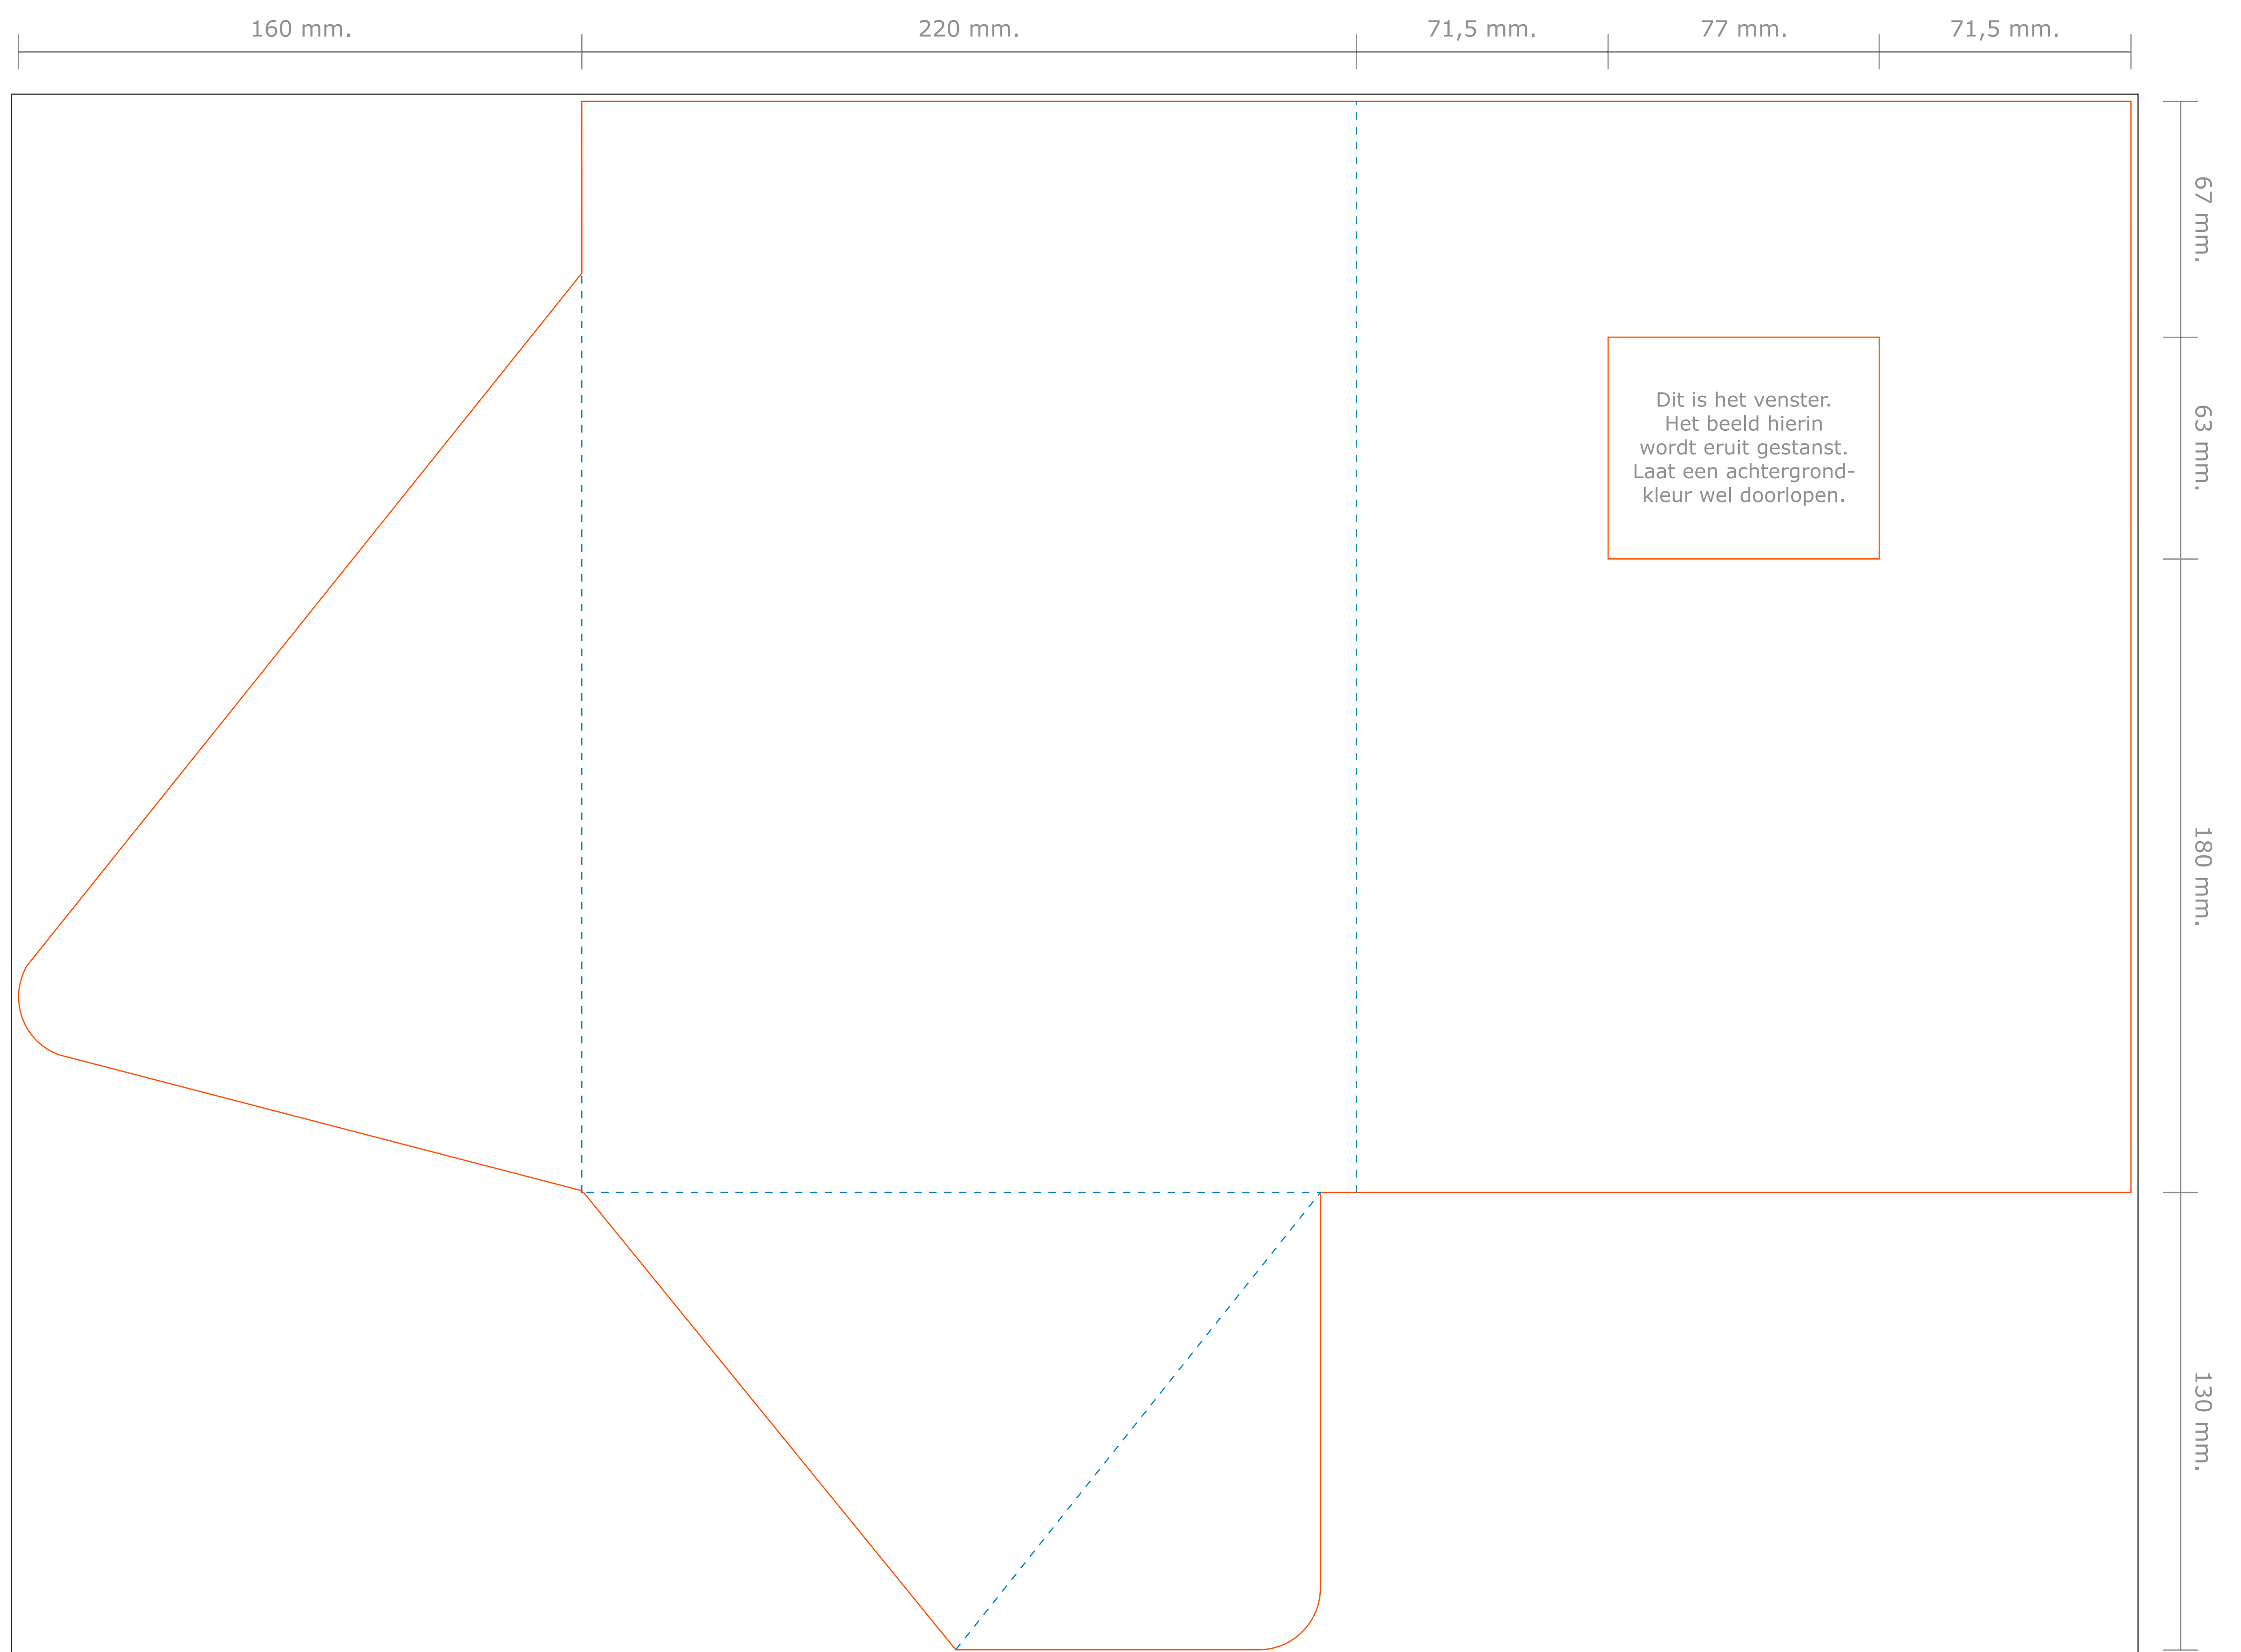 160 mm.
220 mm.
71,5 mm.
77 mm.
71,5 mm.
67 mm.
63 mm.
Dit is het venster.
Het beeld hierin
wordt eruit gestanst.
Laat een achtergrond-
kleur wel doorlopen.
180 mm.
130 mm.